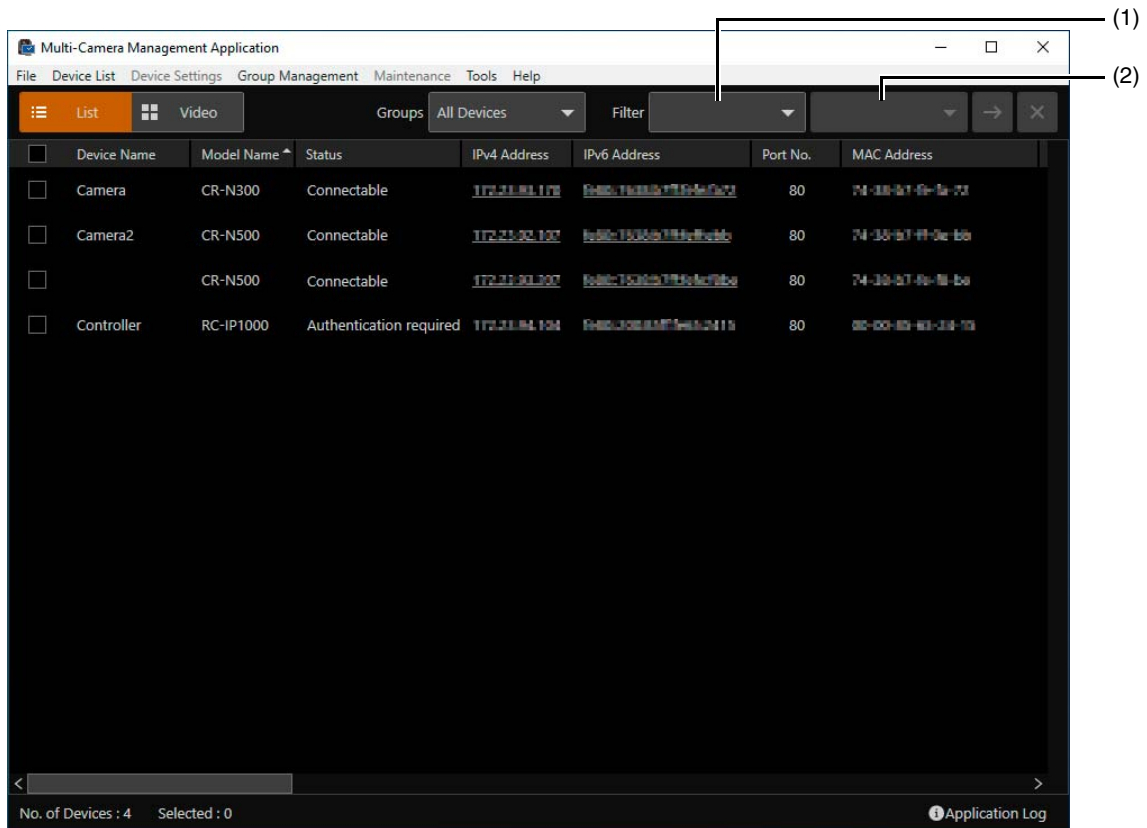 (1)
Multi-Camera Management Application
(2)
File Device List Device Settings Group Management Maintenance Tools Help
List Video Groups All Devices Filter
Device Name Model Name Status IPv4 Address IPv6 Address Port No. MAC Address
Camera CR-N300 Connectable 80
Camera2 CR-N500 Connectable 80
CR-N500 Connectable 80
Controller RC-IP1000 Authentication required 80
No. of Devices : 4 Selected : 0 Application Log